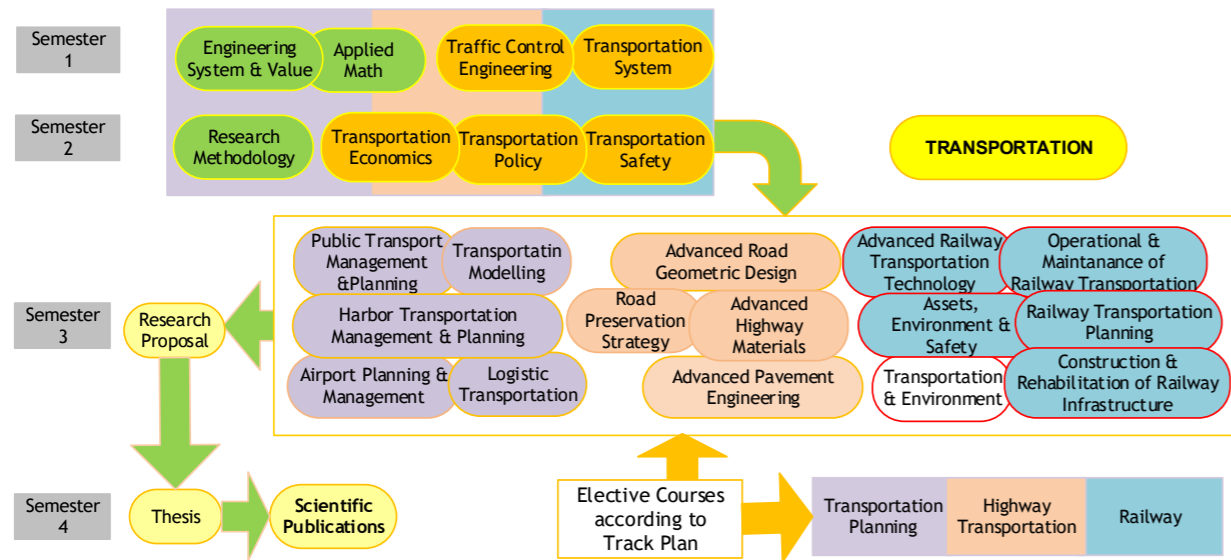 Semester
1
Engineering
System & Value
Applied
Math
Traffic Control
Engineering
Transportation
System
Semester
2
Research
Methodology
Transportation
Economics
Transportation
Policy
Transportation
Safety
TRANSPORTATION
Semester
3
Research
Proposal
Public Transport
Management
&Planning
Transportatin
Modelling
Harbor Transportation
Management & Planning
Airport Planning &
Management
Logistic
Transportation
Advanced Road
Geometric Design
Road
Preservation
Strategy
Advanced
Highway
Materials
Advanced Pavement
Engineering
Advanced Railway
Transportation
Technology
Operational &
Maintanance of
Railway Transportation
Assets,
Environment &
Safety
Railway Transportation
Planning
Transportation
& Environment
Construction &
Rehabilitation of Railway
Infrastructure
Semester
4
Thesis
Scientific
Publications
Elective Courses
according to
Track Plan
Transportation
Planning
Highway
Transportation
Railway